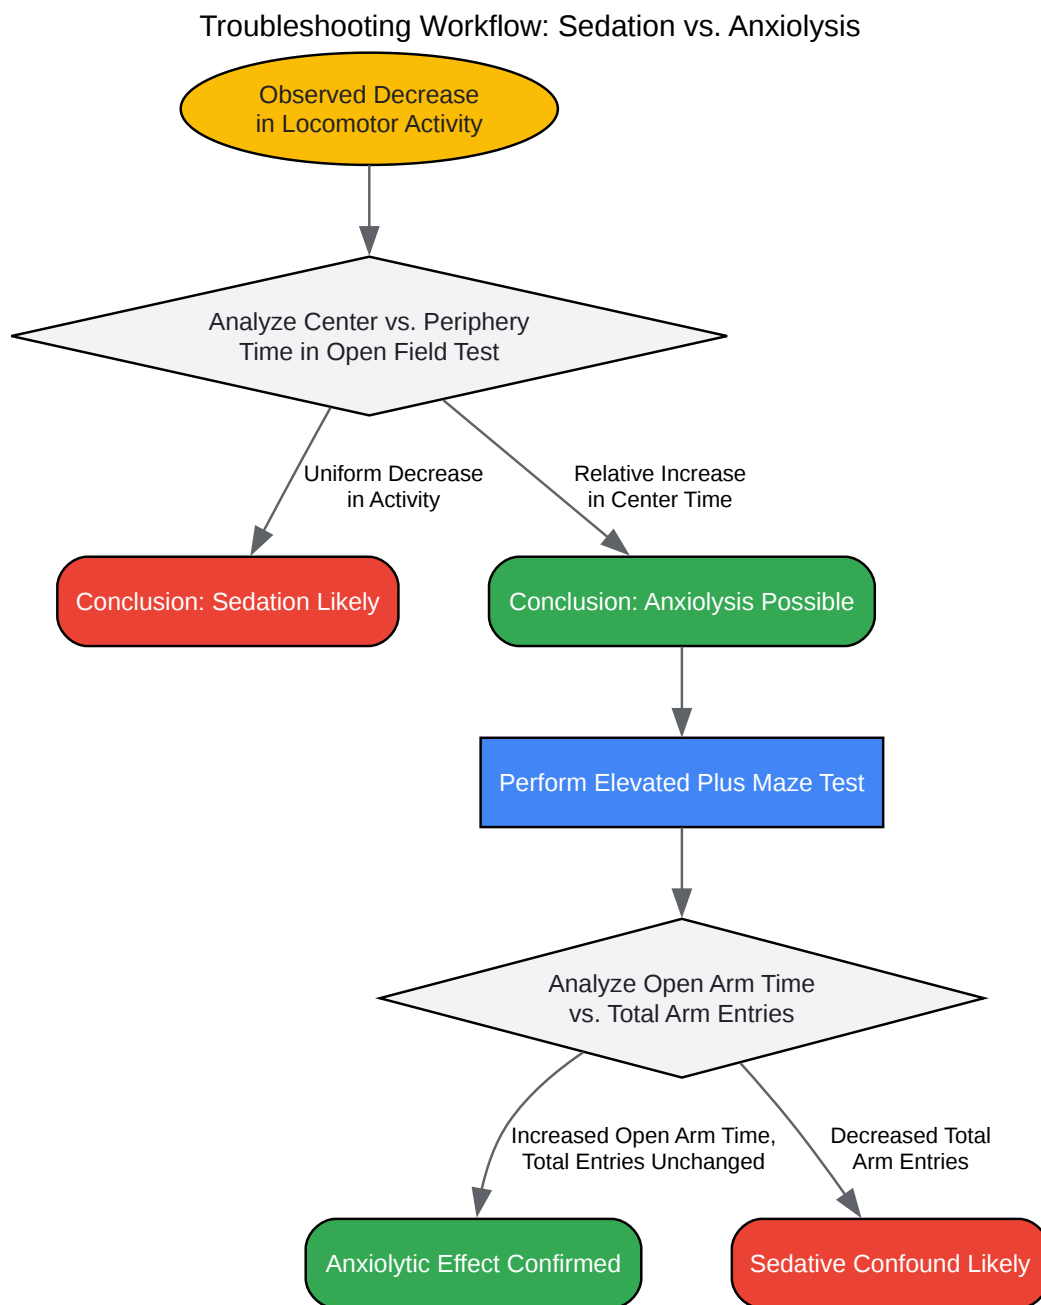 Troubleshooting Workflow: Sedation vs. Anxiolysis
Observed Decrease
in Locomotor Activity
Analyze Center vs. Periphery
Time in Open Field Test
Uniform Decrease
in Activity
Relative Increase
in Center Time
Conclusion: Sedation Likely
Conclusion: Anxiolysis Possible
Perform Elevated Plus Maze Test
Analyze Open Arm Time
vs. Total Arm Entries
Increased Open Arm Time,
Total Entries Unchanged
Decreased Total
Arm Entries
Anxiolytic Effect Confirmed
Sedative Confound Likely